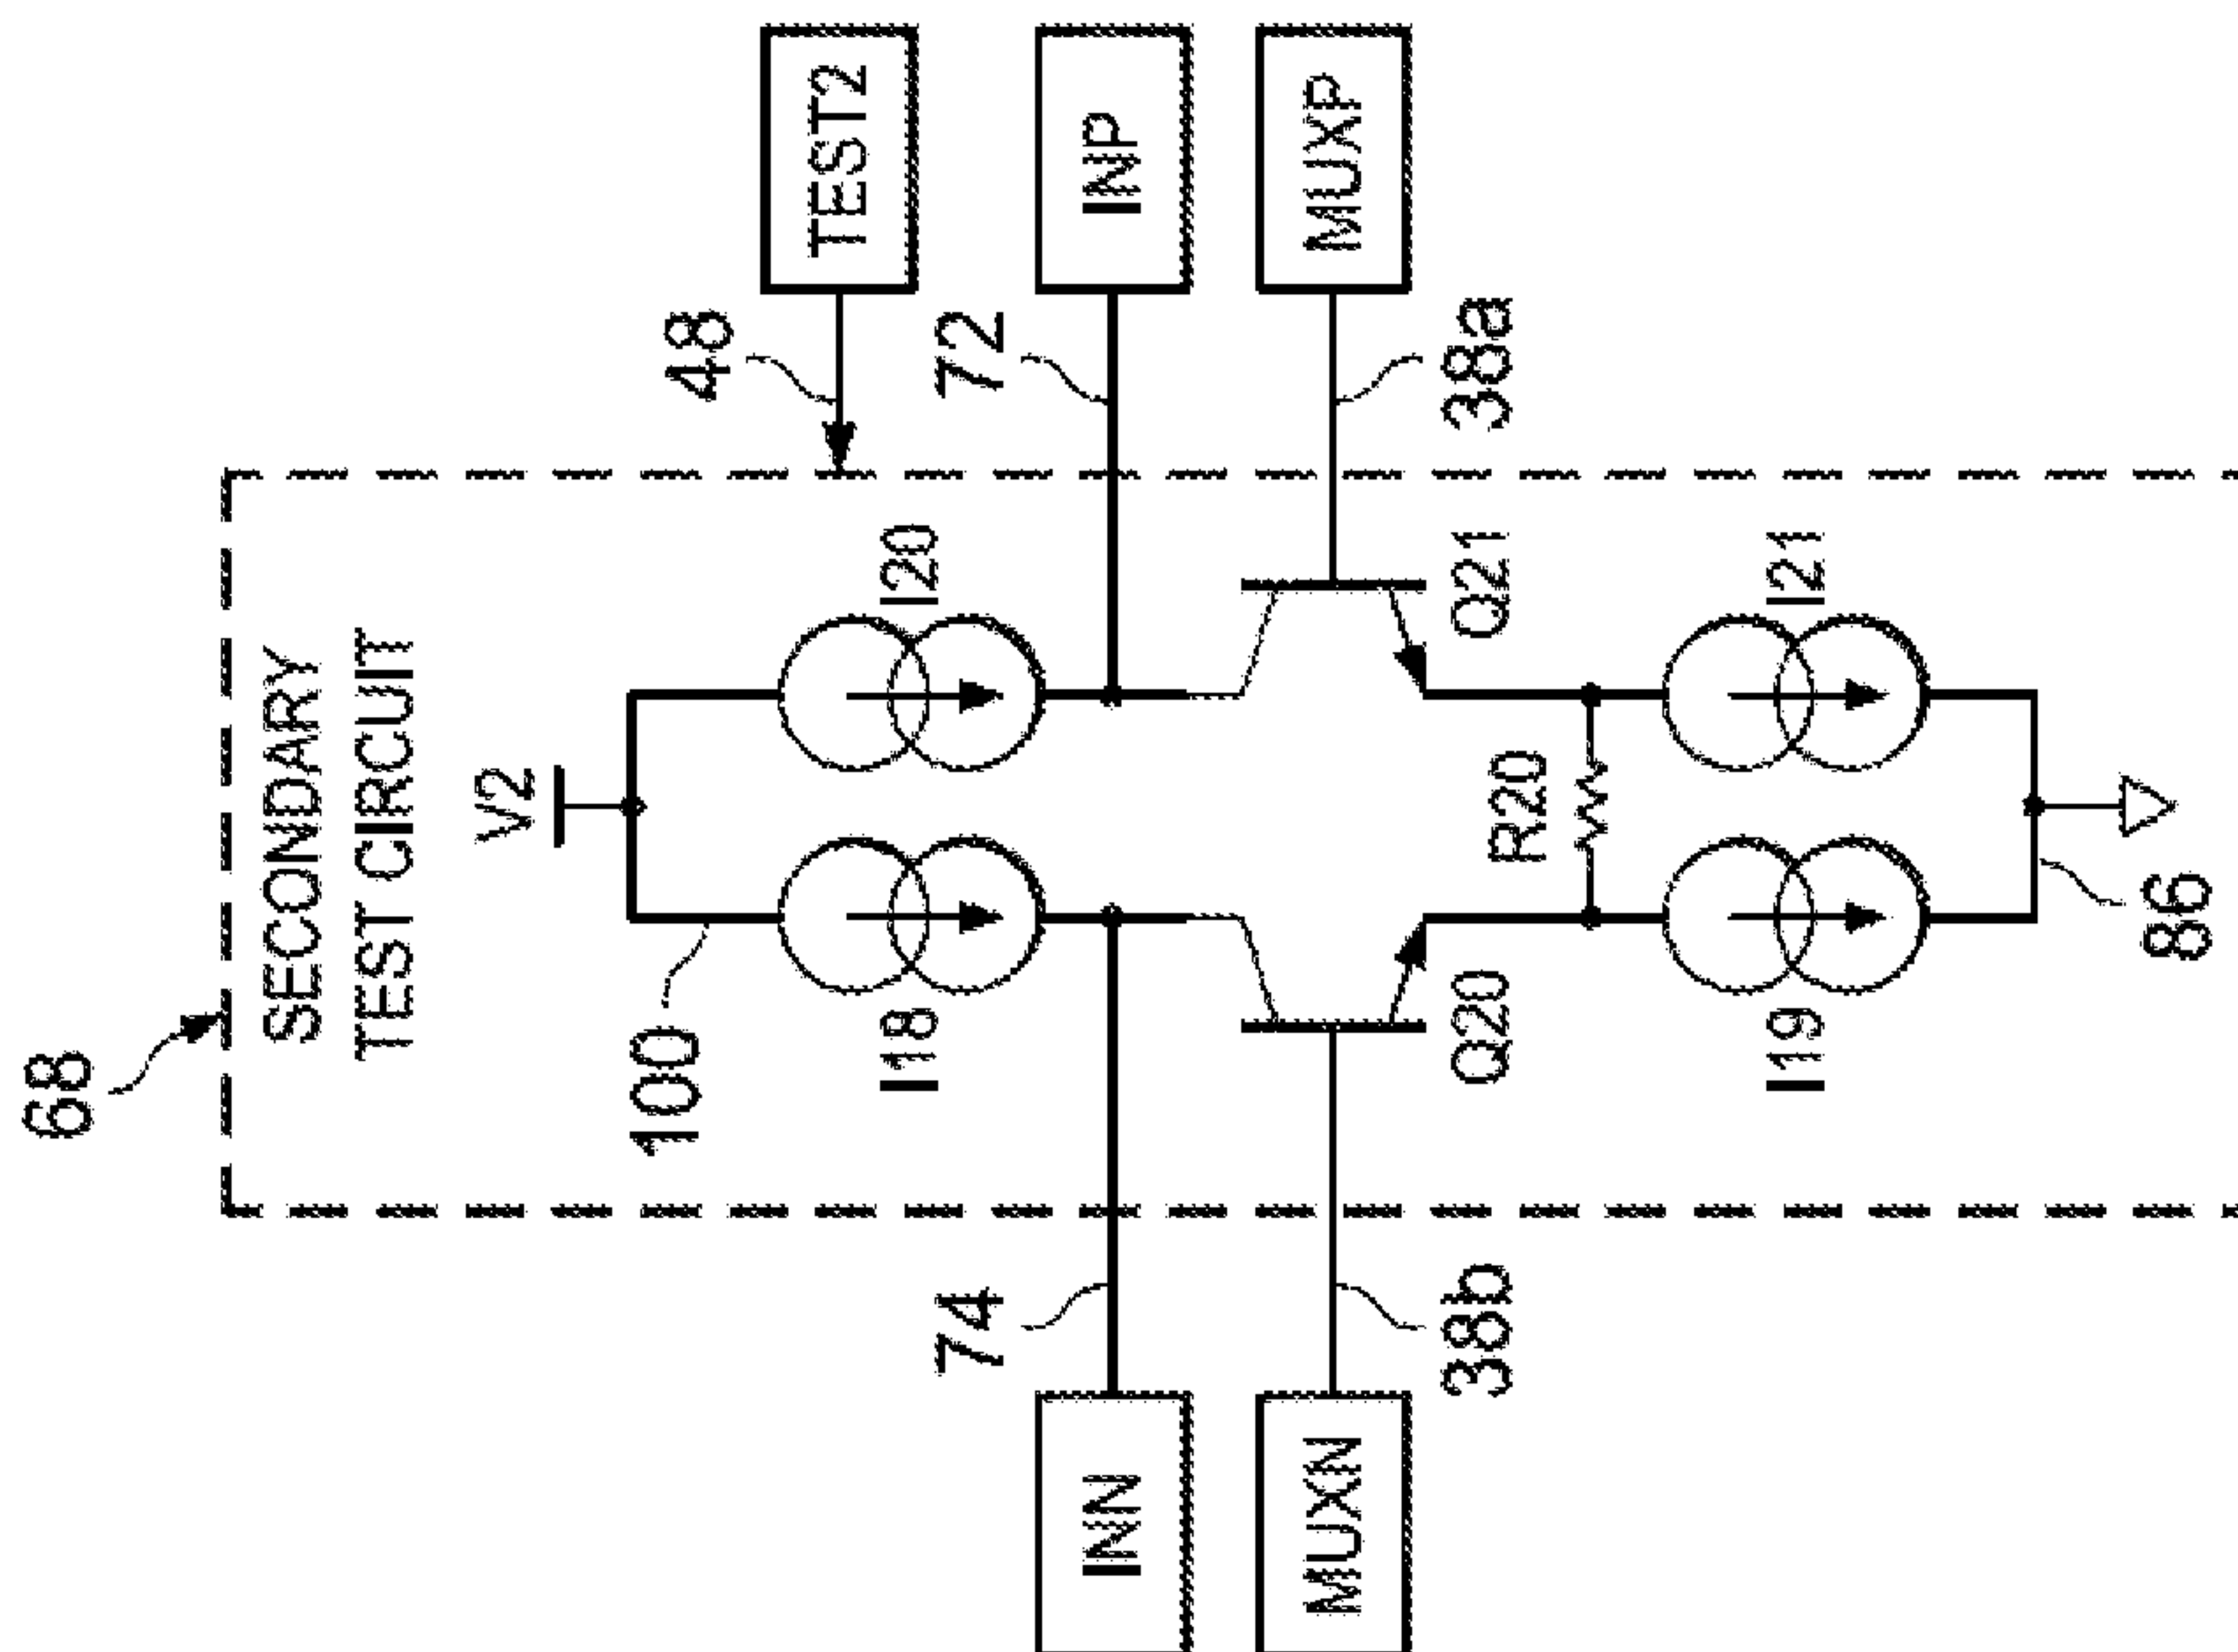 68
SECONDARY
TEST CIRCUIT
V2
100
I18
I20
48
TEST2
74
72
INN
INP
MUXN
MUXP
38b
38a
Q20
Q21
R20
I19
I21
86